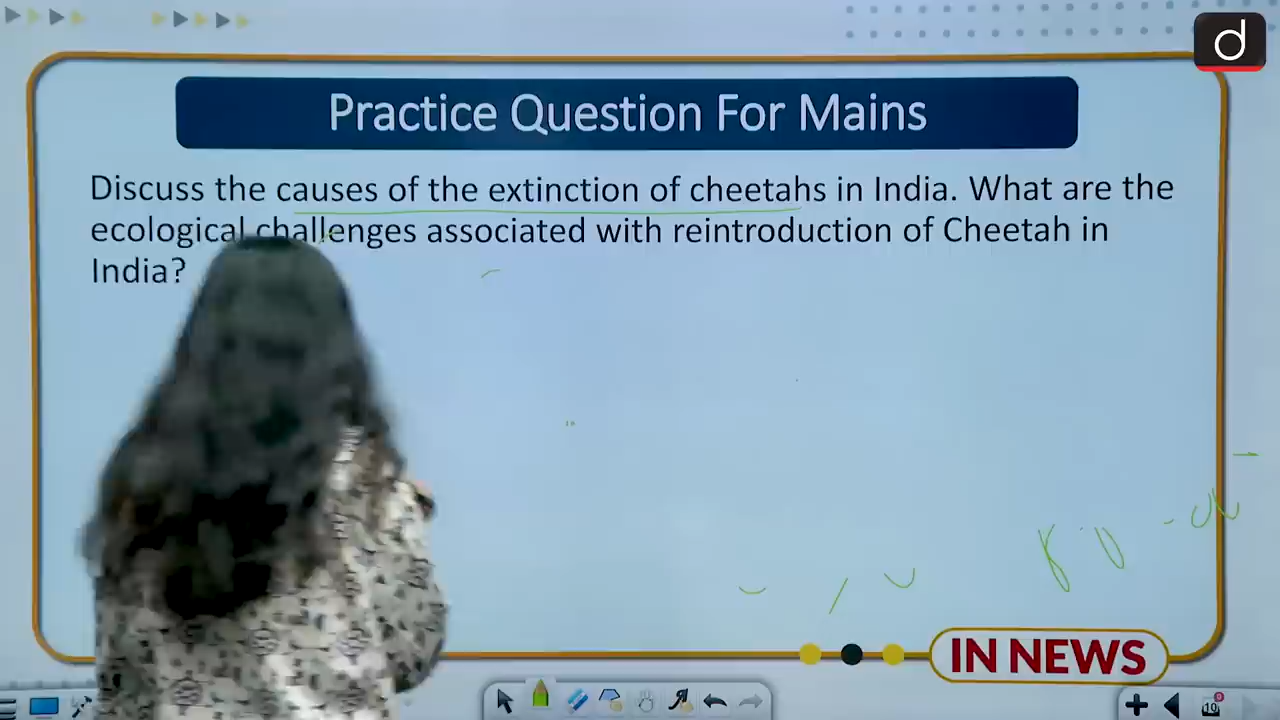 d
Practice Question For Mains
Discuss the causes of the extinction of cheetahs in India. What are the
ecological challenges associated with reintroduction of Cheetah in
India?
IN NEWS